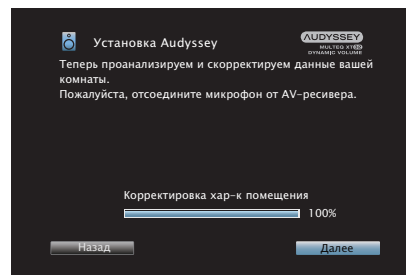 Установка Audyssey
AUDYSSEY
MULTEQ XT32
DYNAMIC VOLUME
Теперь проанализируем и скорректируем данные вашей
комнаты.
Пожалуйста, отсоедините микрофон от AV-ресивера.
Корректировка хар-к помещения
100%
Назад
Далее